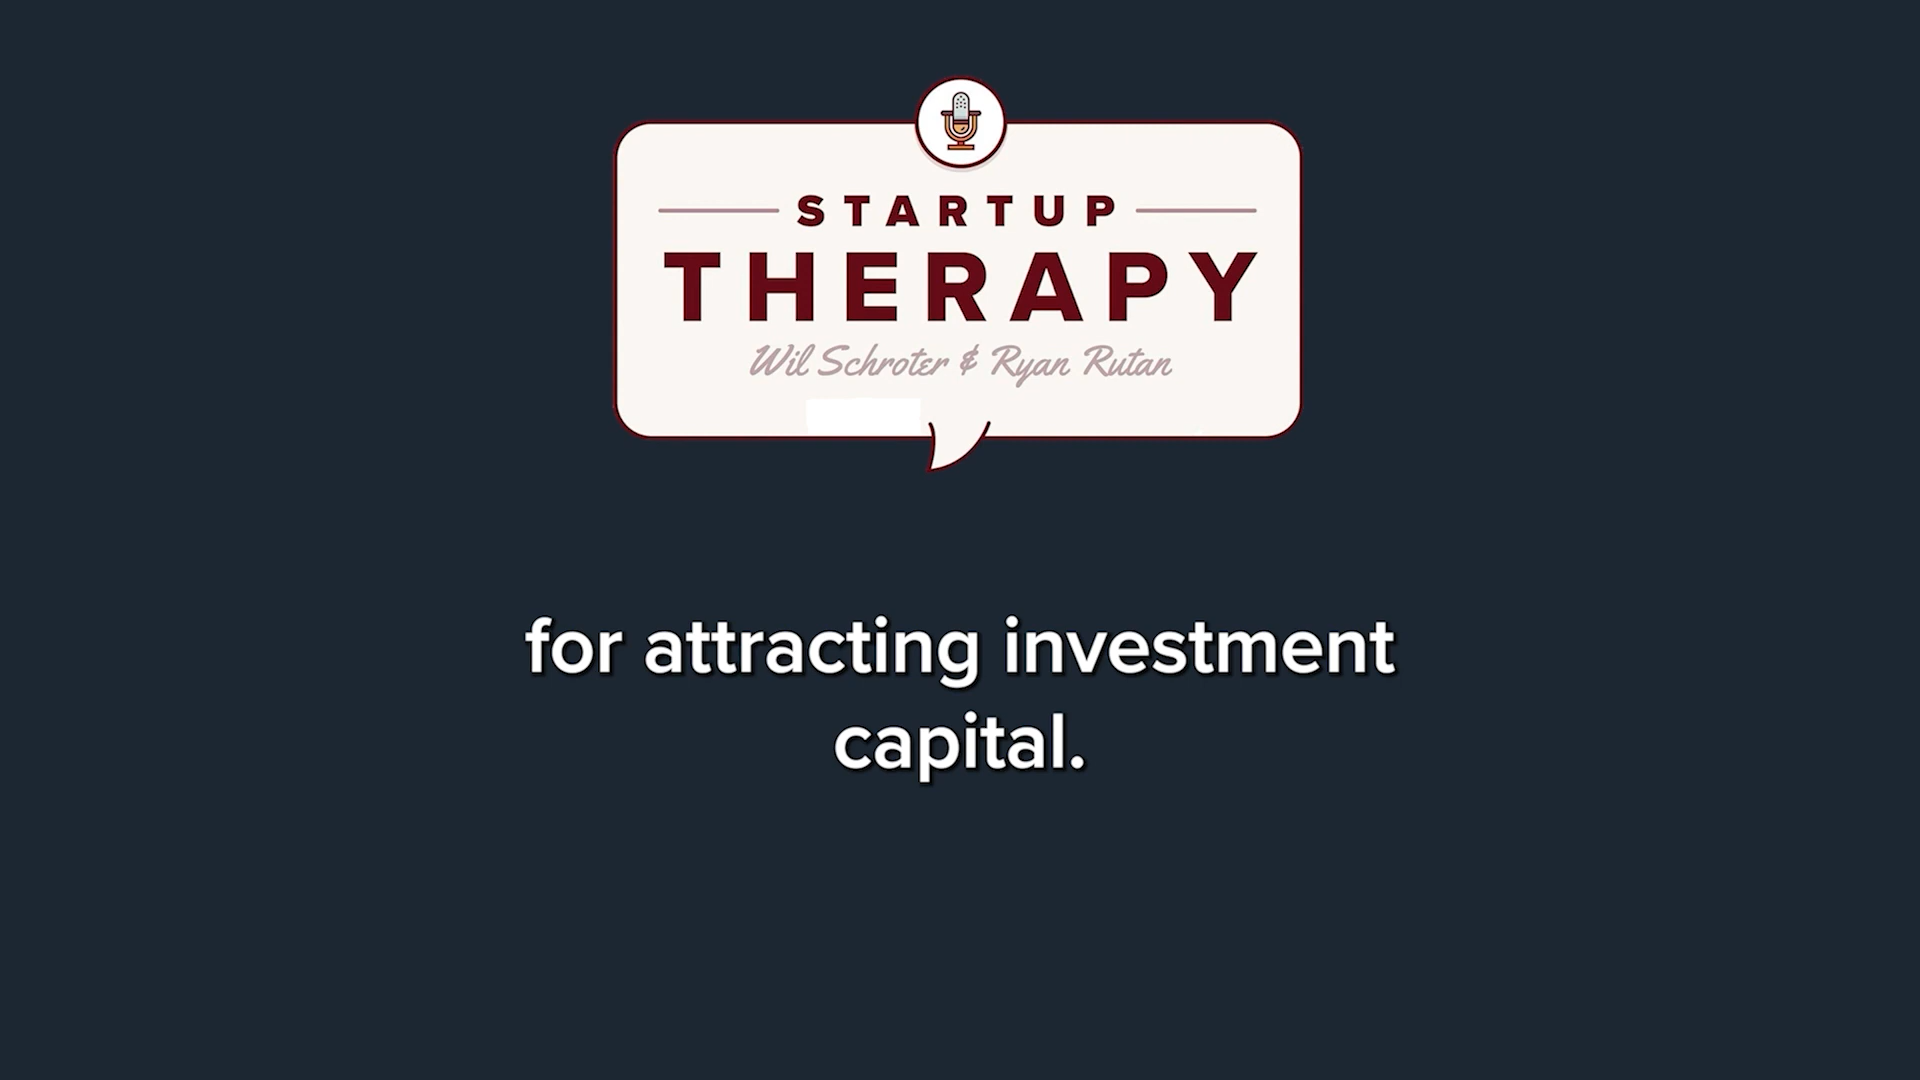 STARTUP
THERAPY
Wil Schroter & Ryan Rutan
for attracting investment
capital.